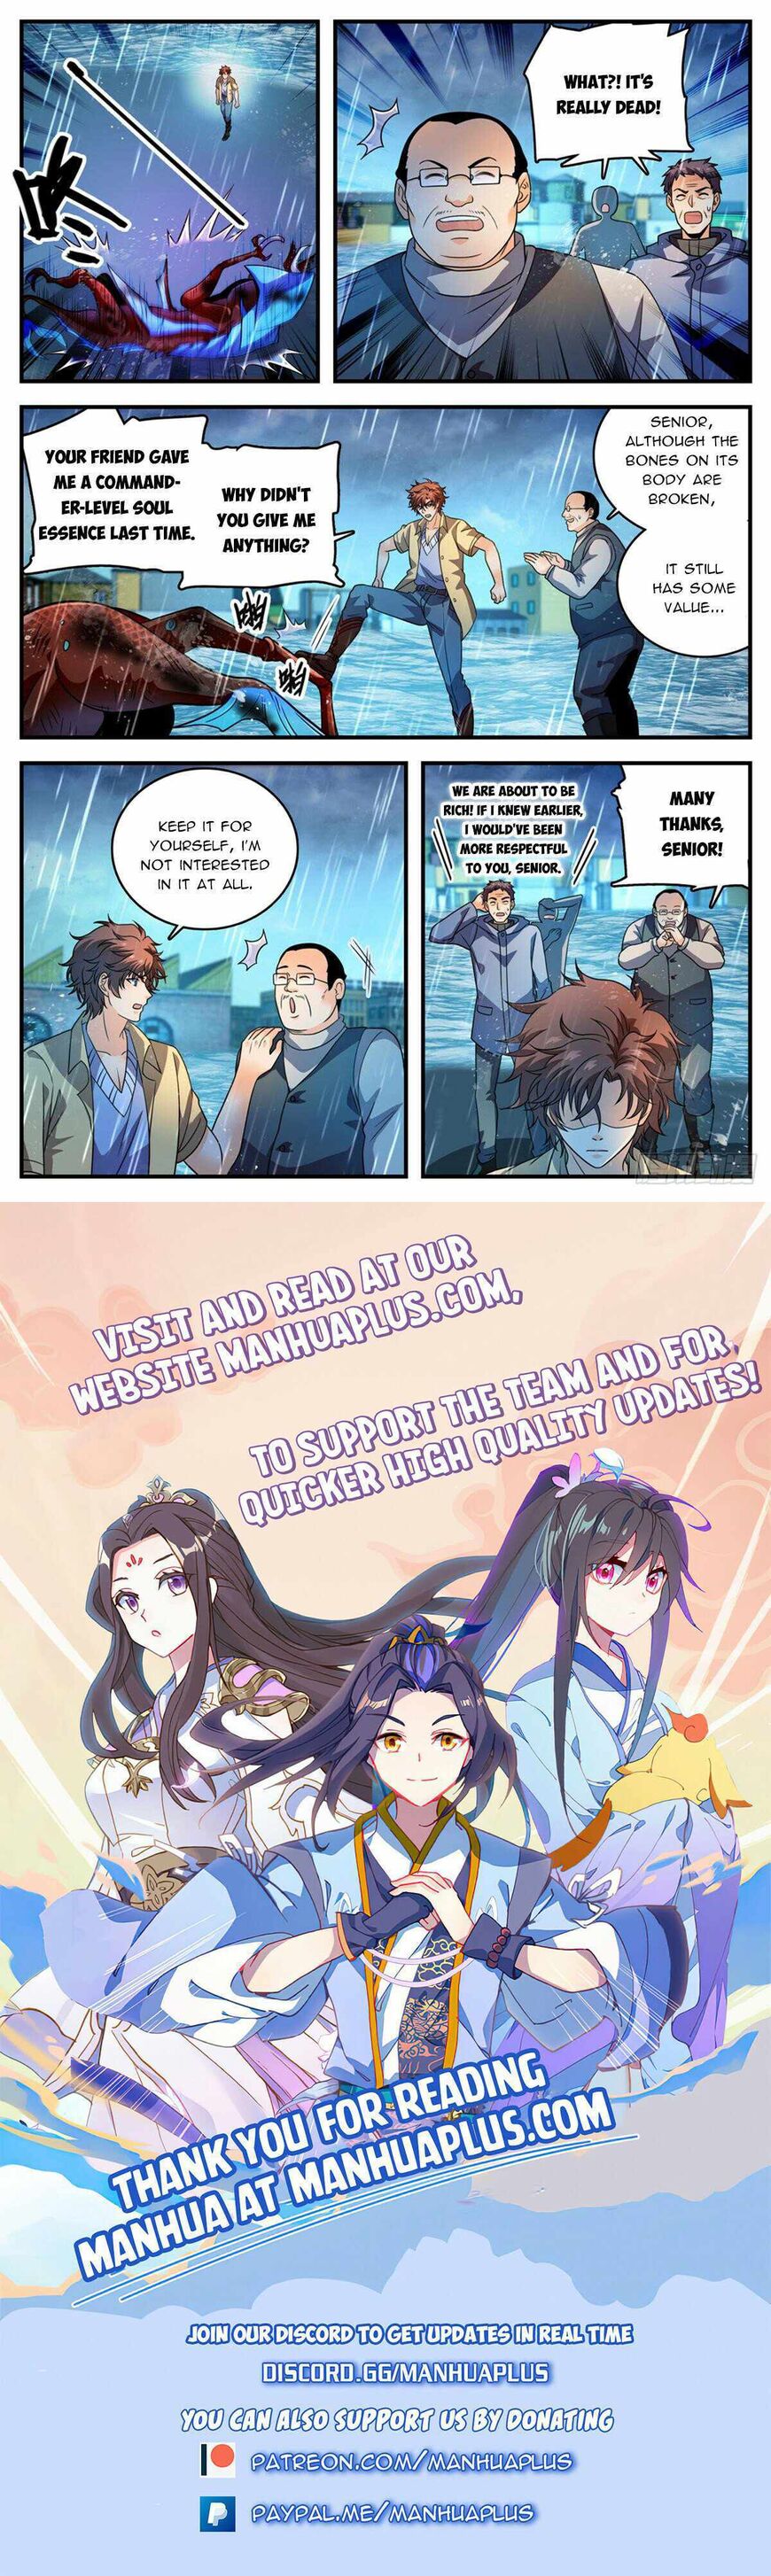 WHAT?! IT'S
REALLY DEAD!
YOUR FRIEND GAVE
ME A COMMAND-
ER-LEVEL SOUL
ESSENCE LAST TIME.
WHY DIDN'T
YOU GIVE ME
ANYTHING?
SENIOR,
ALTHOUGH THE
BONES ON ITS
BODY ARE
BROKEN,
IT STILL
HAS SOME
VALUE...
KEEP IT FOR
YOURSELF, I'M
NOT INTERESTED
IN IT AT ALL.
WE ARE ABOUT TO BE
RICH! IF I KNEW EARLIER,
I WOULD'VE BEEN
MORE RESPECTFUL
TO YOU, SENIOR.
MANY
THANKS,
SENIOR!
VISIT AND READ AT OUR
WEBSITE MANHUAPLUS.COM,
TO SUPPORT THE TEAM AND FOR
QUICKER HIGH QUALITY UPDATES!
THANK YOU FOR READING
MANHUA AT MANHUAPLUS.COM
JOIN OUR DISCORD TO GET UPDATES IN REAL TIME
DISCORD.GG/MANHUAPLUS
YOU CAN ALSO SUPPORT US BY DONATING
PATREON.COM/MANHUAPLUS
PAYPAL.ME/MANHUAPLUS